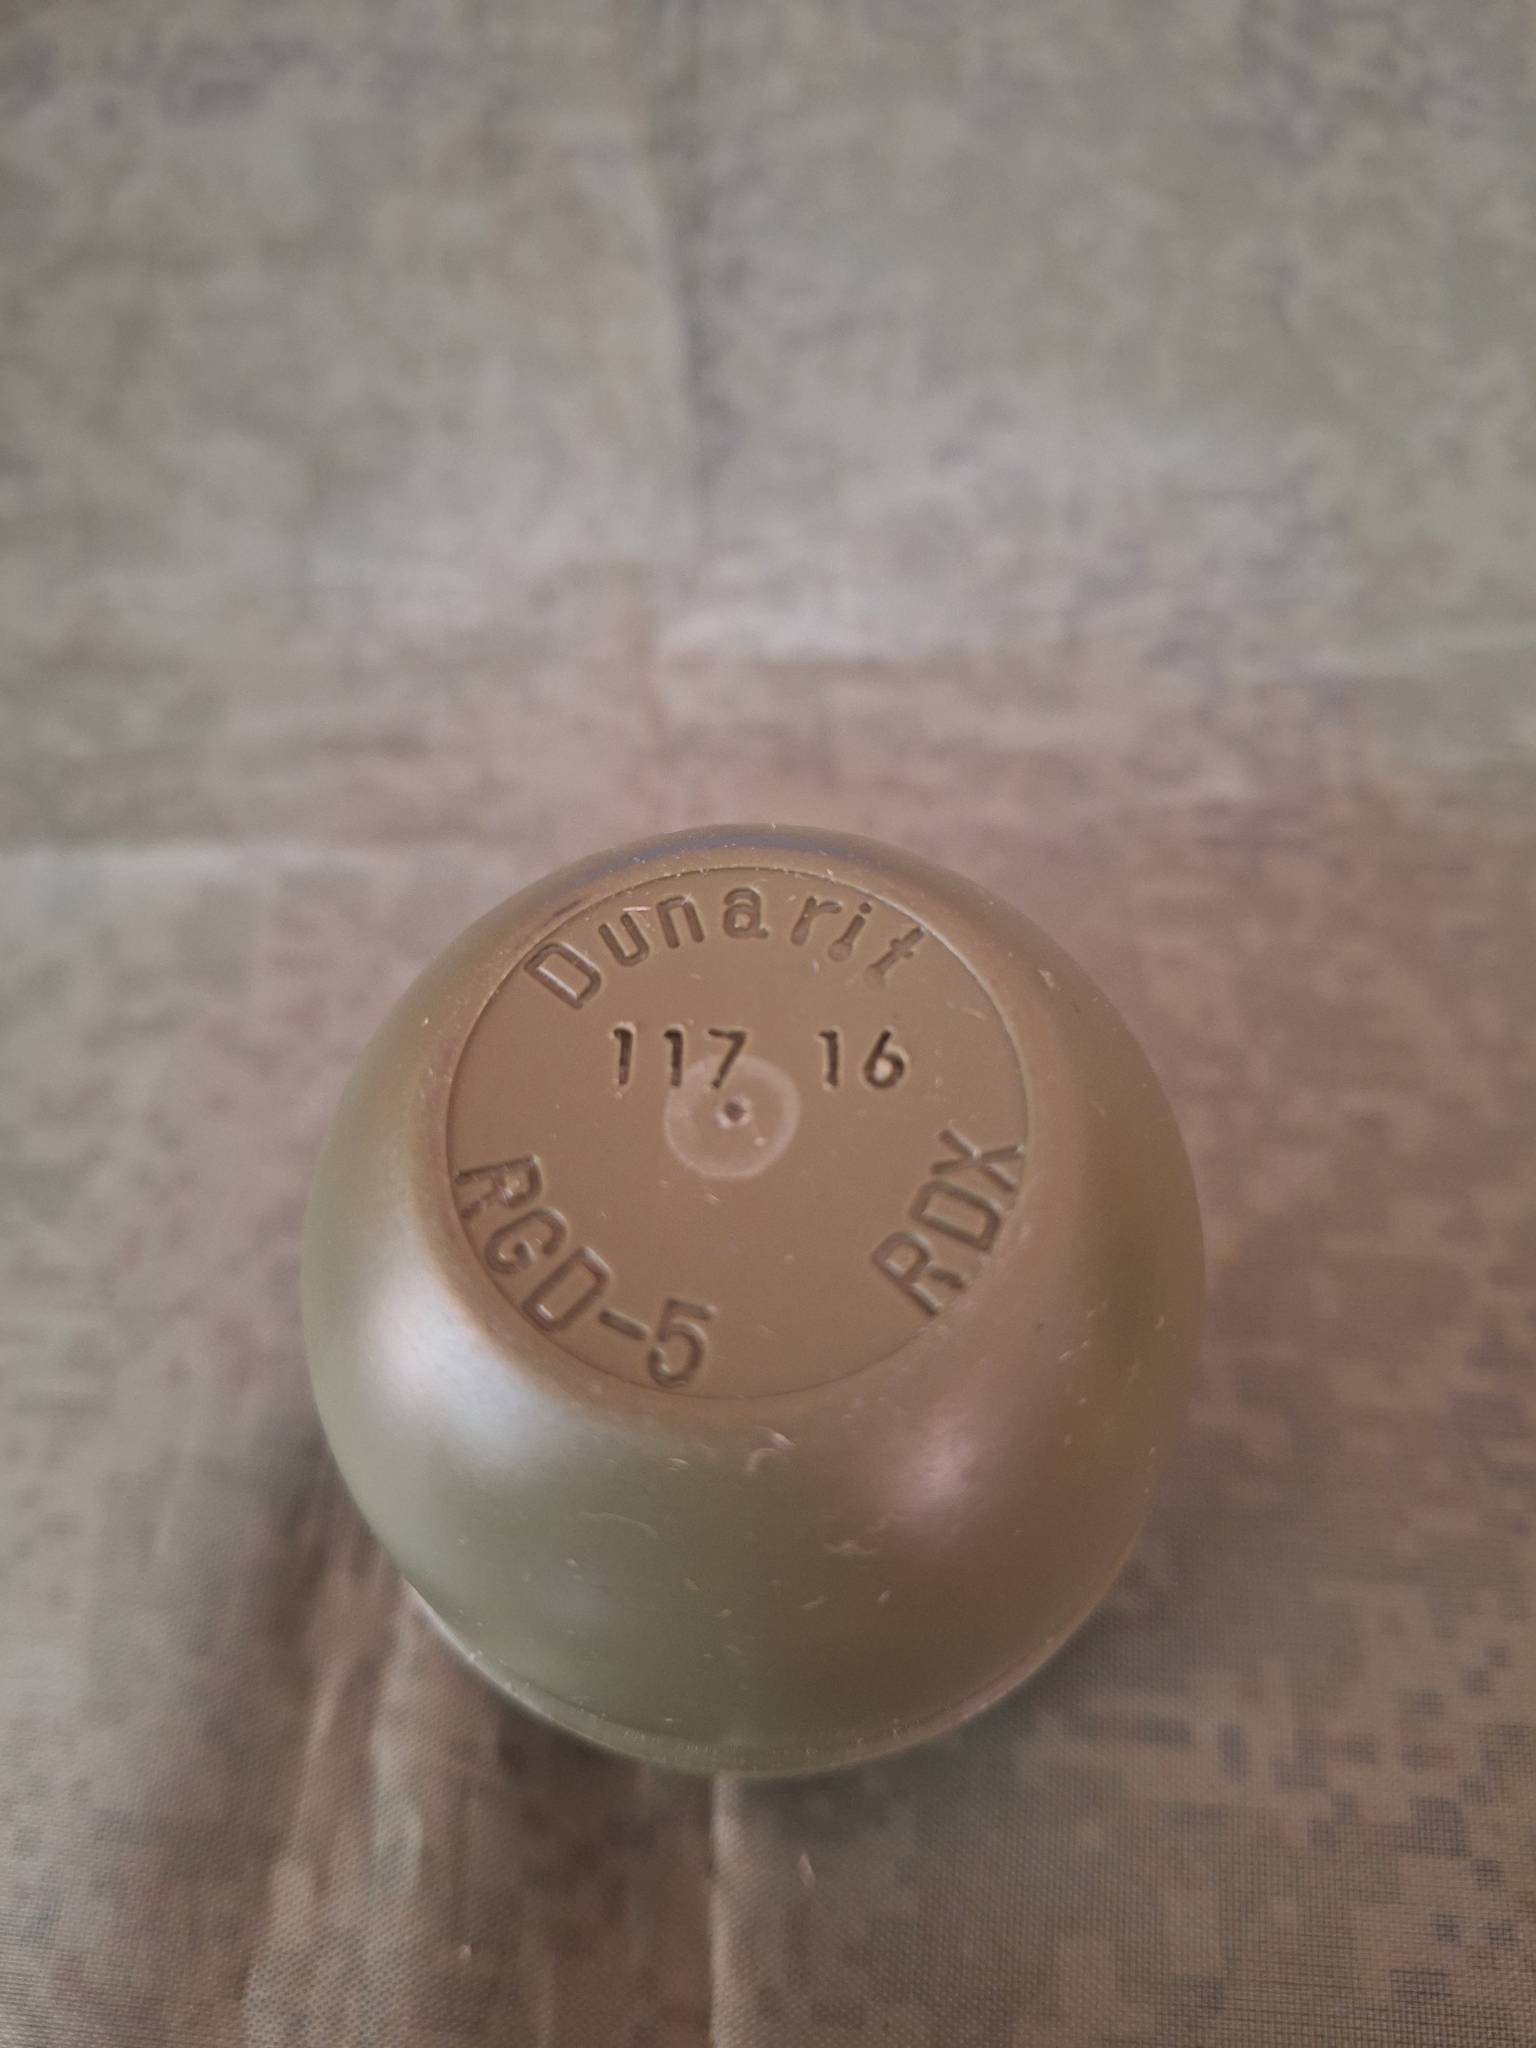 Dunarit
117 16
RGD-5
RDX